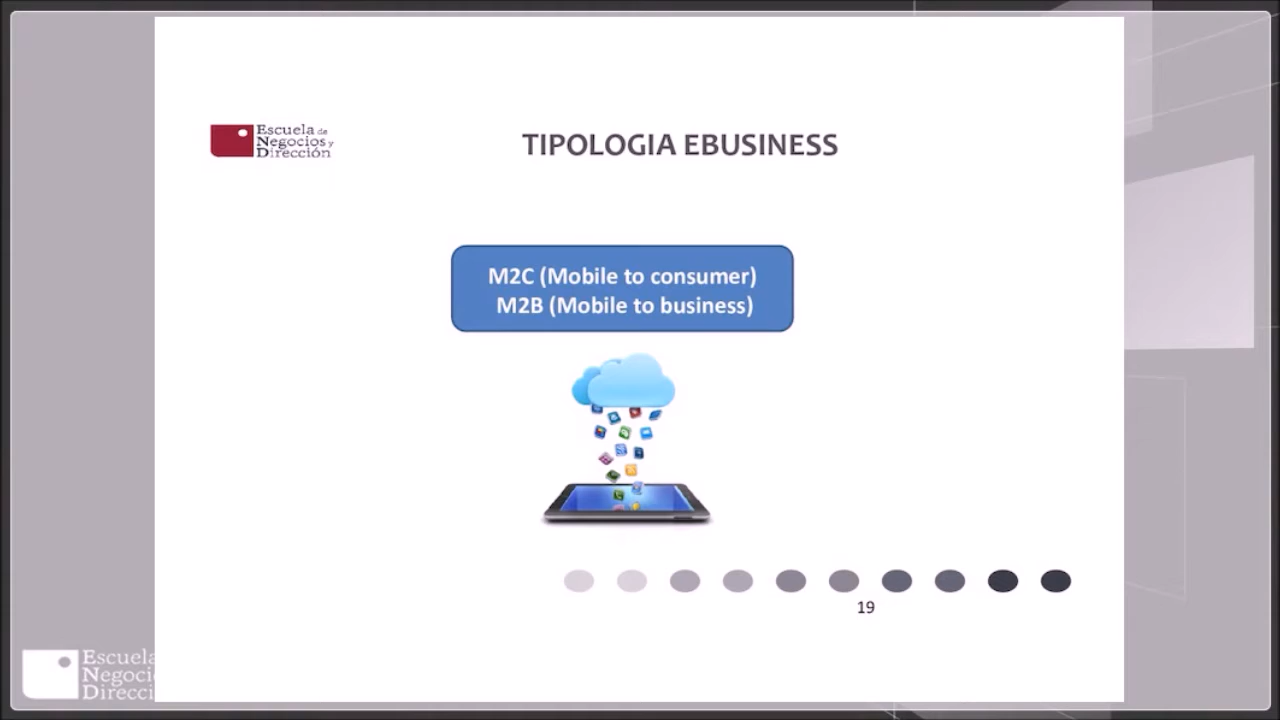 Escuela de
Negocios y
Dirección
TIPOLOGIA EBUSINESS
M2C (Mobile to consumer)
M2B (Mobile to business)
19
Escuela
Negoci
Direcci